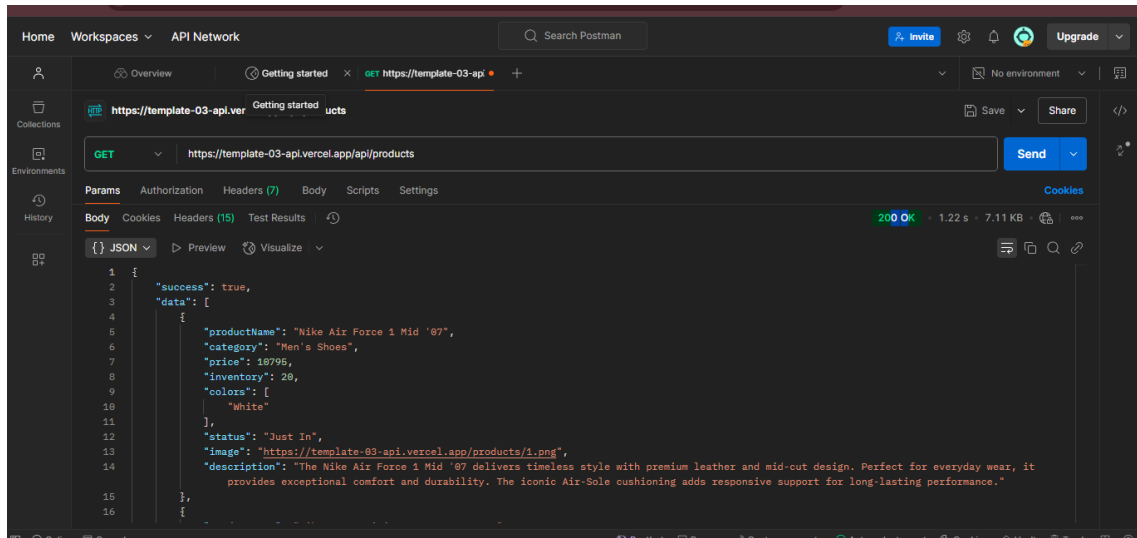 Home Workspaces API Network Search Postman Invite Upgrade
Overview Getting started × GET https://template-03-api + No environment
Getting started
HTTP https://template-03-api.ver ucts Save Share </>
Collections
GET https://template-03-api.vercel.app/api/products Send
Environments
Params Authorization Headers (7) Body Scripts Settings Cookies
History
Body Cookies Headers (15) Test Results 200 OK 1.22 s 7.11 KB
{} JSON Preview Visualize
1 {
2 "success": true,
3 "data": [
4 {
5 "productName": "Nike Air Force 1 Mid '07",
6 "category": "Men's Shoes",
7 "price": 10795,
8 "inventory": 20,
9 "colors": [
10 "White"
11 ],
12 "status": "Just In",
13 "image": "https://template-03-api.vercel.app/products/1.png",
14 "description": "The Nike Air Force 1 Mid '07 delivers timeless style with premium leather and mid-cut design. Perfect for everyday wear, it
provides exceptional comfort and durability. The iconic Air-Sole cushioning adds responsive support for long-lasting performance."
15 },
16 {